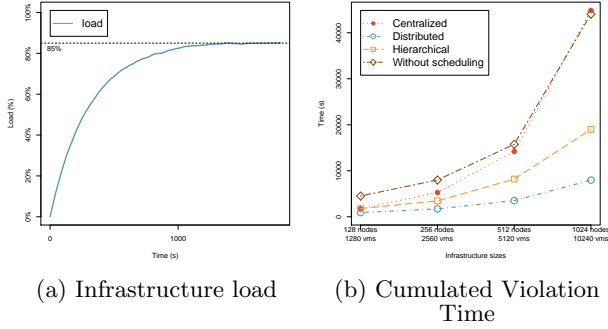 load
85%
100%
80%
60%
40%
20%
0%
Load (%)
0
1000
Time (s)
(a) Infrastructure load
Centralized
Distributed
Hierarchical
Without scheduling
40000
20000
10000
0
Time (s)
128 nodes
1280 vms
256 nodes
2560 vms
512 nodes
5120 vms
1024 nodes
10240 vms
Infrastructure sizes
(b) Cumulated Violation
Time